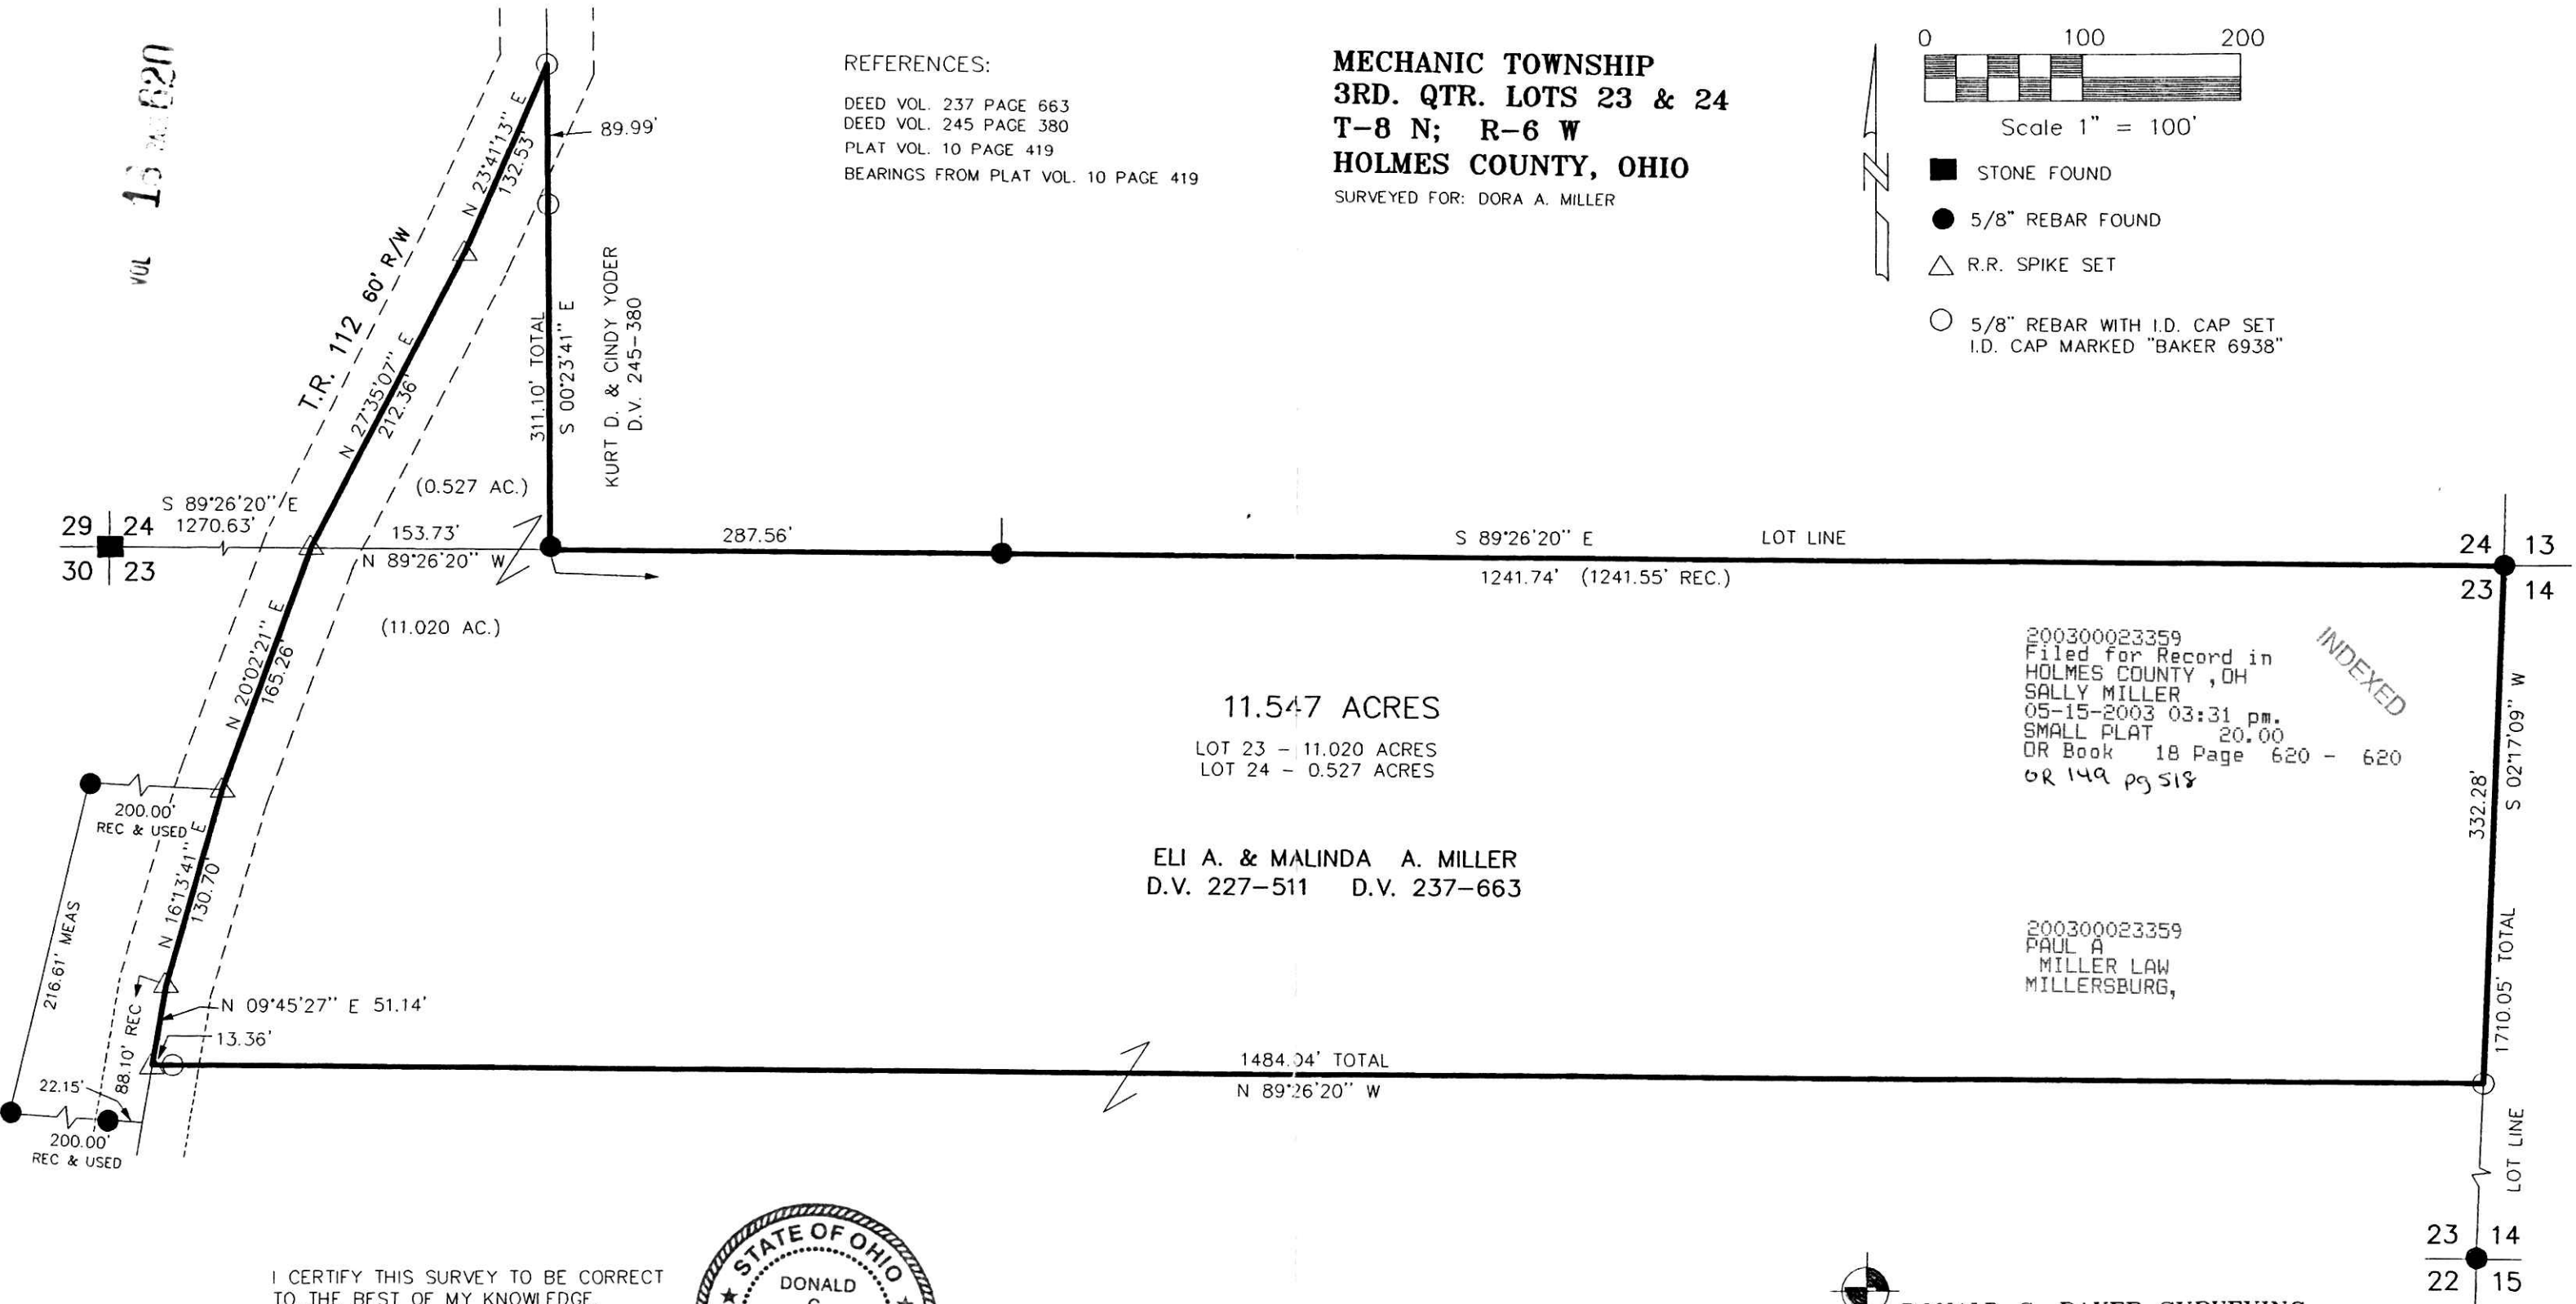 VOL 18 PAGE 620
REFERENCES:
DEED VOL. 237 PAGE 663
DEED VOL. 245 PAGE 380
PLAT VOL. 10 PAGE 419
BEARINGS FROM PLAT VOL. 10 PAGE 419
MECHANIC TOWNSHIP
3RD. QTR. LOTS 23 & 24
T-8 N; R-6 W
HOLMES COUNTY, OHIO
SURVEYED FOR: DORA A. MILLER
0 100 200
Scale 1" = 100'
N
STONE FOUND
5/8" REBAR FOUND
R.R. SPIKE SET
5/8" REBAR WITH I.D. CAP SET
I.D. CAP MARKED "BAKER 6938"
N 23°41'13" E
132.53'
89.99'
T.R. 112 60' R/W
N 27°35'07" E
212.36'
311.10' TOTAL
S 00°23'41" E
KURT D. & CINDY YODER
D.V. 245-380
(0.527 AC.)
S 89°26'20" E
1270.63'
29 24
30 23
153.73'
N 89°26'20" W
287.56'
S 89°26'20" E LOT LINE
1241.74' (1241.55' REC.)
24 13
23 14
(11.020 AC.)
N 20°02'21" E
165.26'
11.547 ACRES
LOT 23 - 11.020 ACRES
LOT 24 - 0.527 ACRES
ELI A. & MALINDA A. MILLER
D.V. 227-511 D.V. 237-663
200300023359
Filed for Record in
HOLMES COUNTY ,OH
SALLY MILLER
05-15-2003 03:31 pm.
SMALL PLAT 20.00
OR Book 18 Page 620 - 620
OR 149 pg 518
INDEXED
200300023359
PAUL A
MILLER LAW
MILLERSBURG,
S 02°17'09" W
332.28'
1710.05' TOTAL
LOT LINE
200.00'
REC & USED
N 16°13'41" E
130.70'
216.61' MEAS
88.10' REC
N 09°45'27" E 51.14'
13.36'
22.15'
200.00'
REC & USED
1484.04' TOTAL
N 89°26'20" W
23 14
22 15
I CERTIFY THIS SURVEY TO BE CORRECT
TO THE BEST OF MY KNOWLEDGE.
STATE OF OHIO
DONALD
C.
DONALD C. BAKER SURVEYING